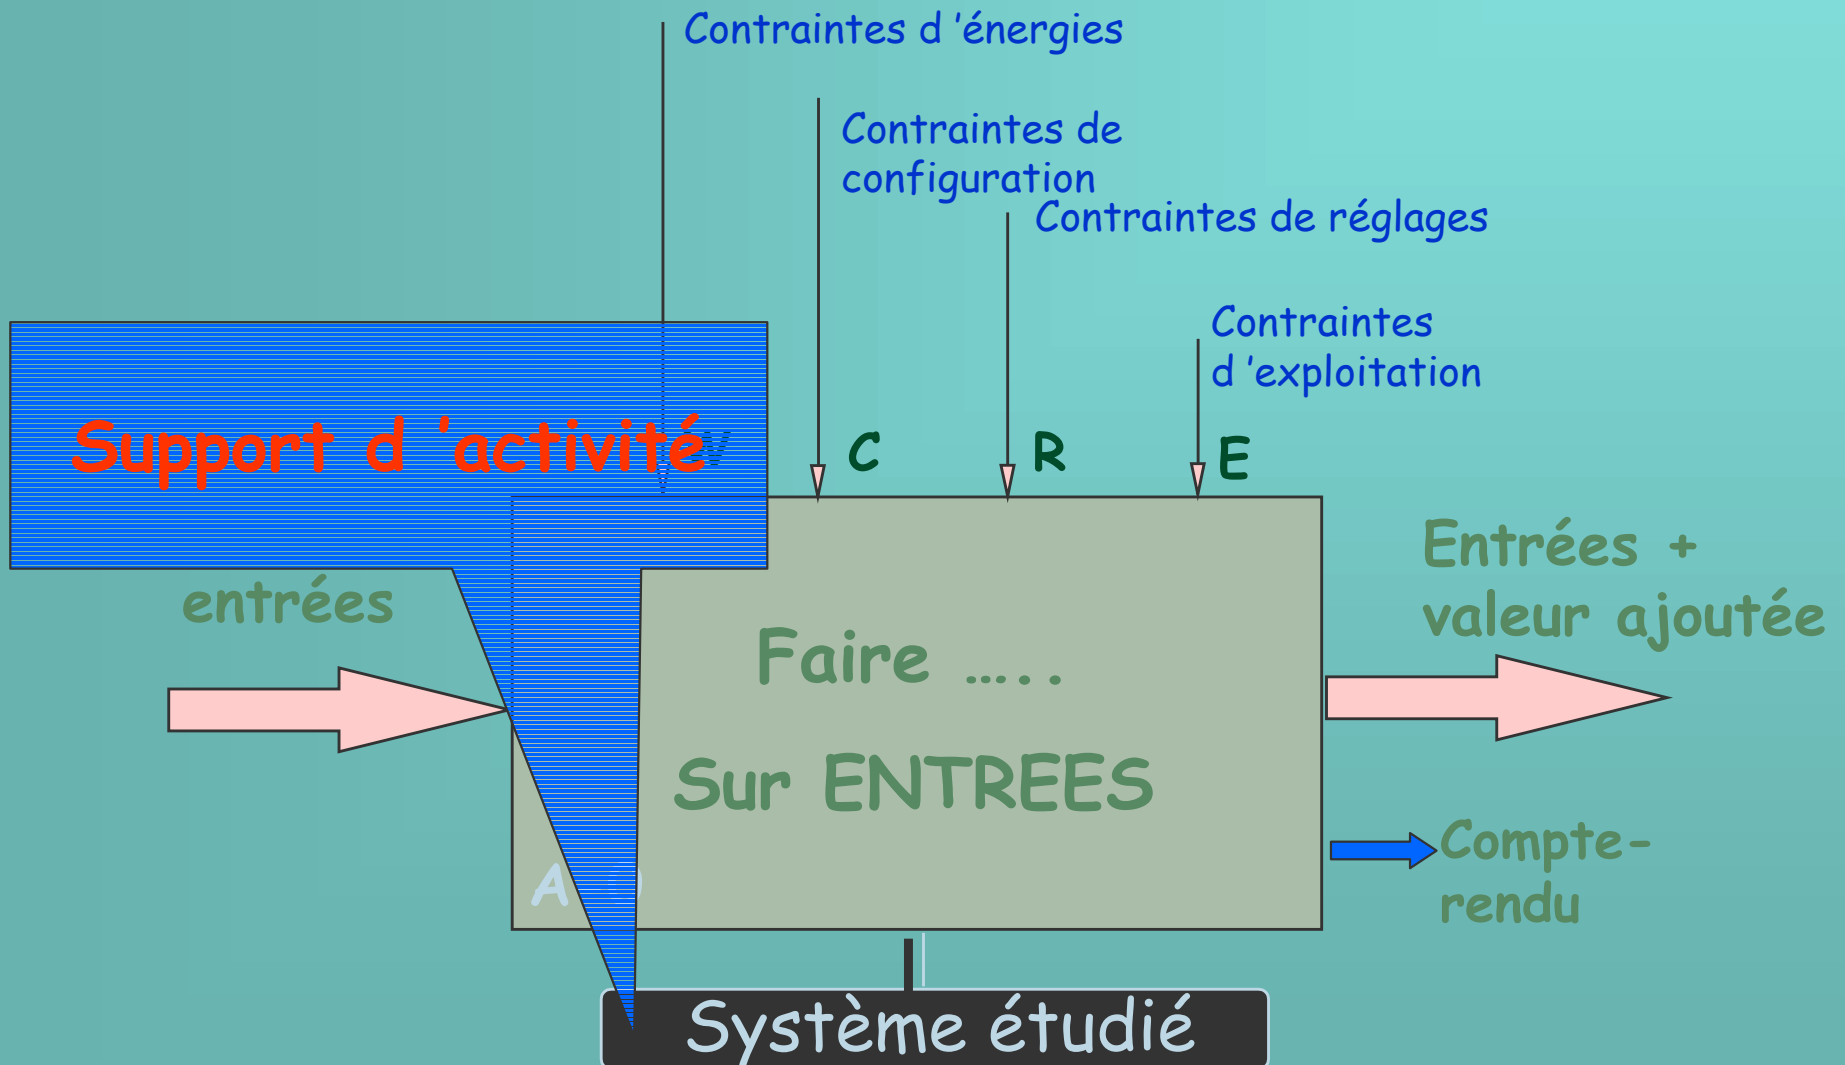 Contraintes d ’énergies
Contraintes de
configuration
Contraintes de réglages
Contraintes
d ’exploitation
Support d ’activité
W
C
R
E
entrées
Entrées +
valeur ajoutée
Faire …..
Sur ENTREES
Compte-
rendu
A 0
Système étudié